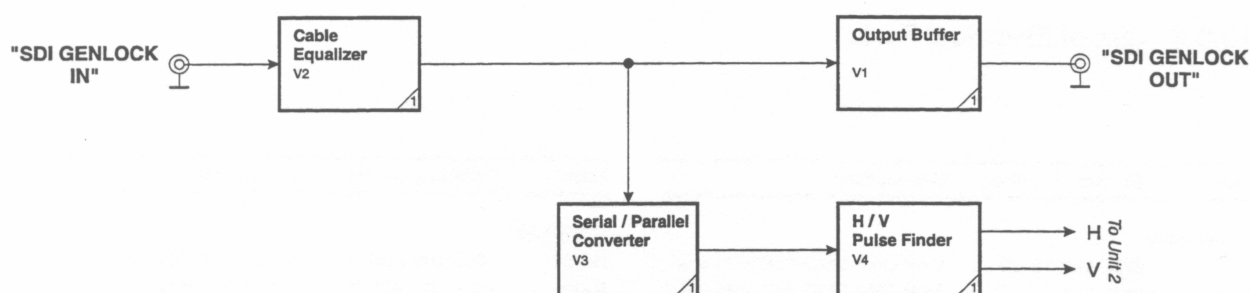 "SDI GENLOCK
IN"
Cable
Equalizer
V2
1
Output Buffer
V1
1
"SDI GENLOCK
OUT"
Serial / Parallel
Converter
V3
1
H / V
Pulse Finder
V4
1
H
V
To Unit 2